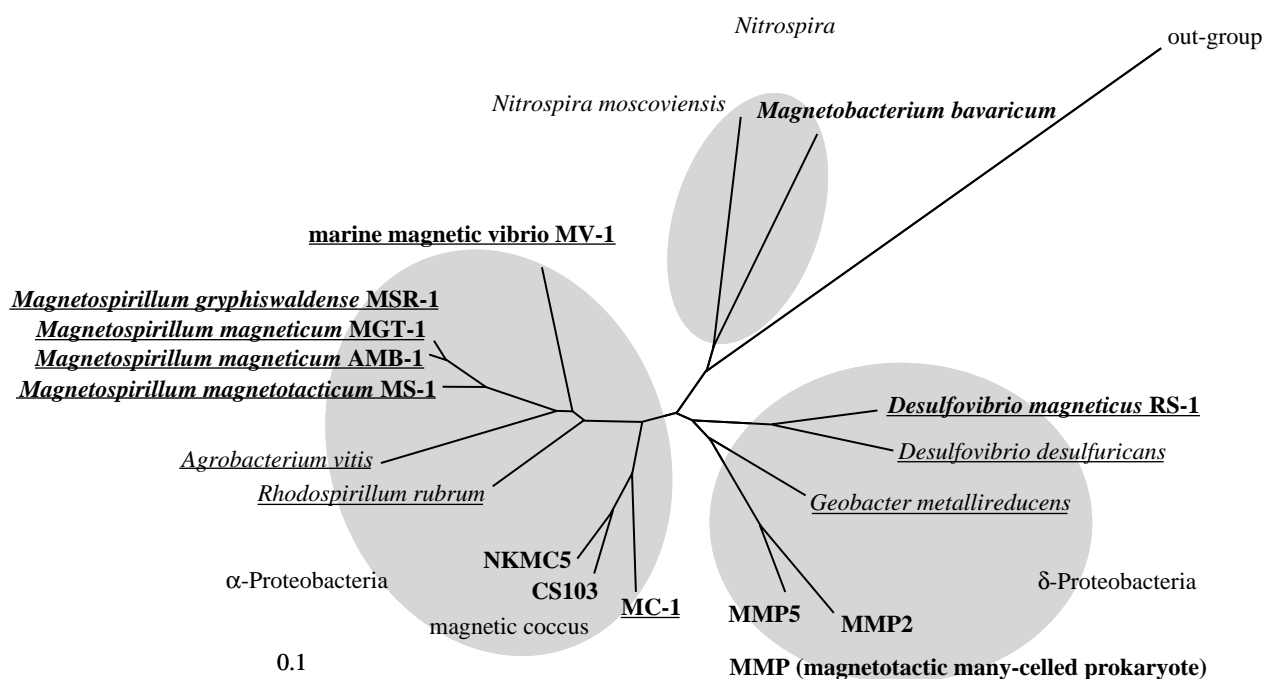 Nitrospira
out-group
Nitrospira moscoviensis
Magnetobacterium bavaricum
marine magnetic vibrio MV-1
Magnetospirillum gryphiswaldense MSR-1
Magnetospirillum magneticum MGT-1
Magnetospirillum magneticum AMB-1
Magnetospirillum magnetotacticum MS-1
Desulfovibrio magneticus RS-1
Desulfovibrio desulfuricans
Agrobacterium vitis
Rhodospirillum rubrum
Geobacter metallireducens
NKMC5
CS103
MC-1
α-Proteobacteria
magnetic coccus
δ-Proteobacteria
MMP5
MMP2
0.1
MMP (magnetotactic many-celled prokaryote)